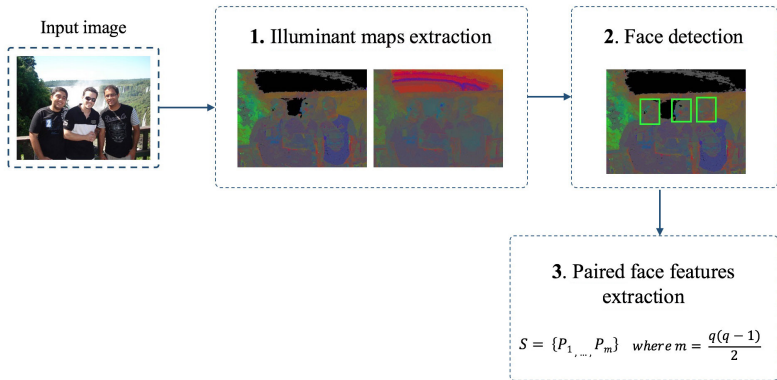 Input image
1. Illuminant maps extraction
2. Face detection
3. Paired face features
extraction
S = {P₁,…, Pₘ} where m = q(q − 1)/2